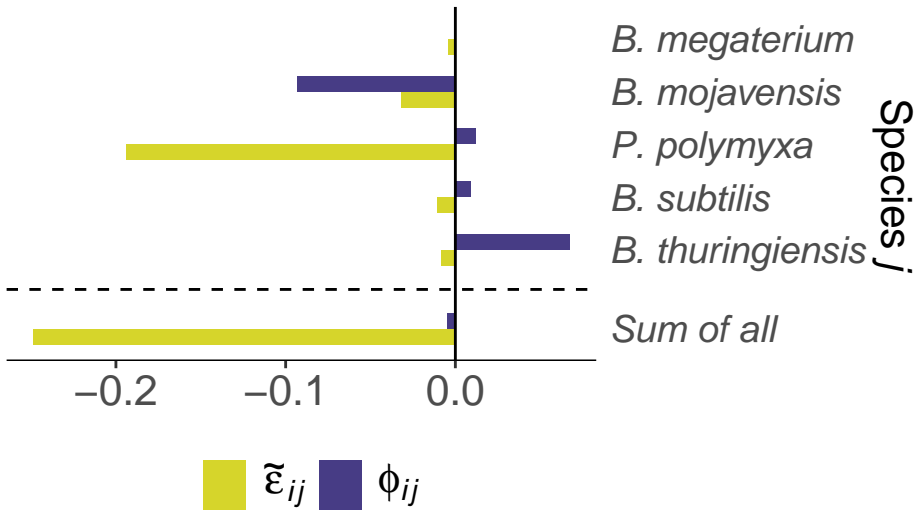 B. megaterium
B. mojavensis
P. polymyxa
B. subtilis
B. thuringiensis
Sum of all
Species j
−0.2 −0.1 0.0
ε̃ij ϕij